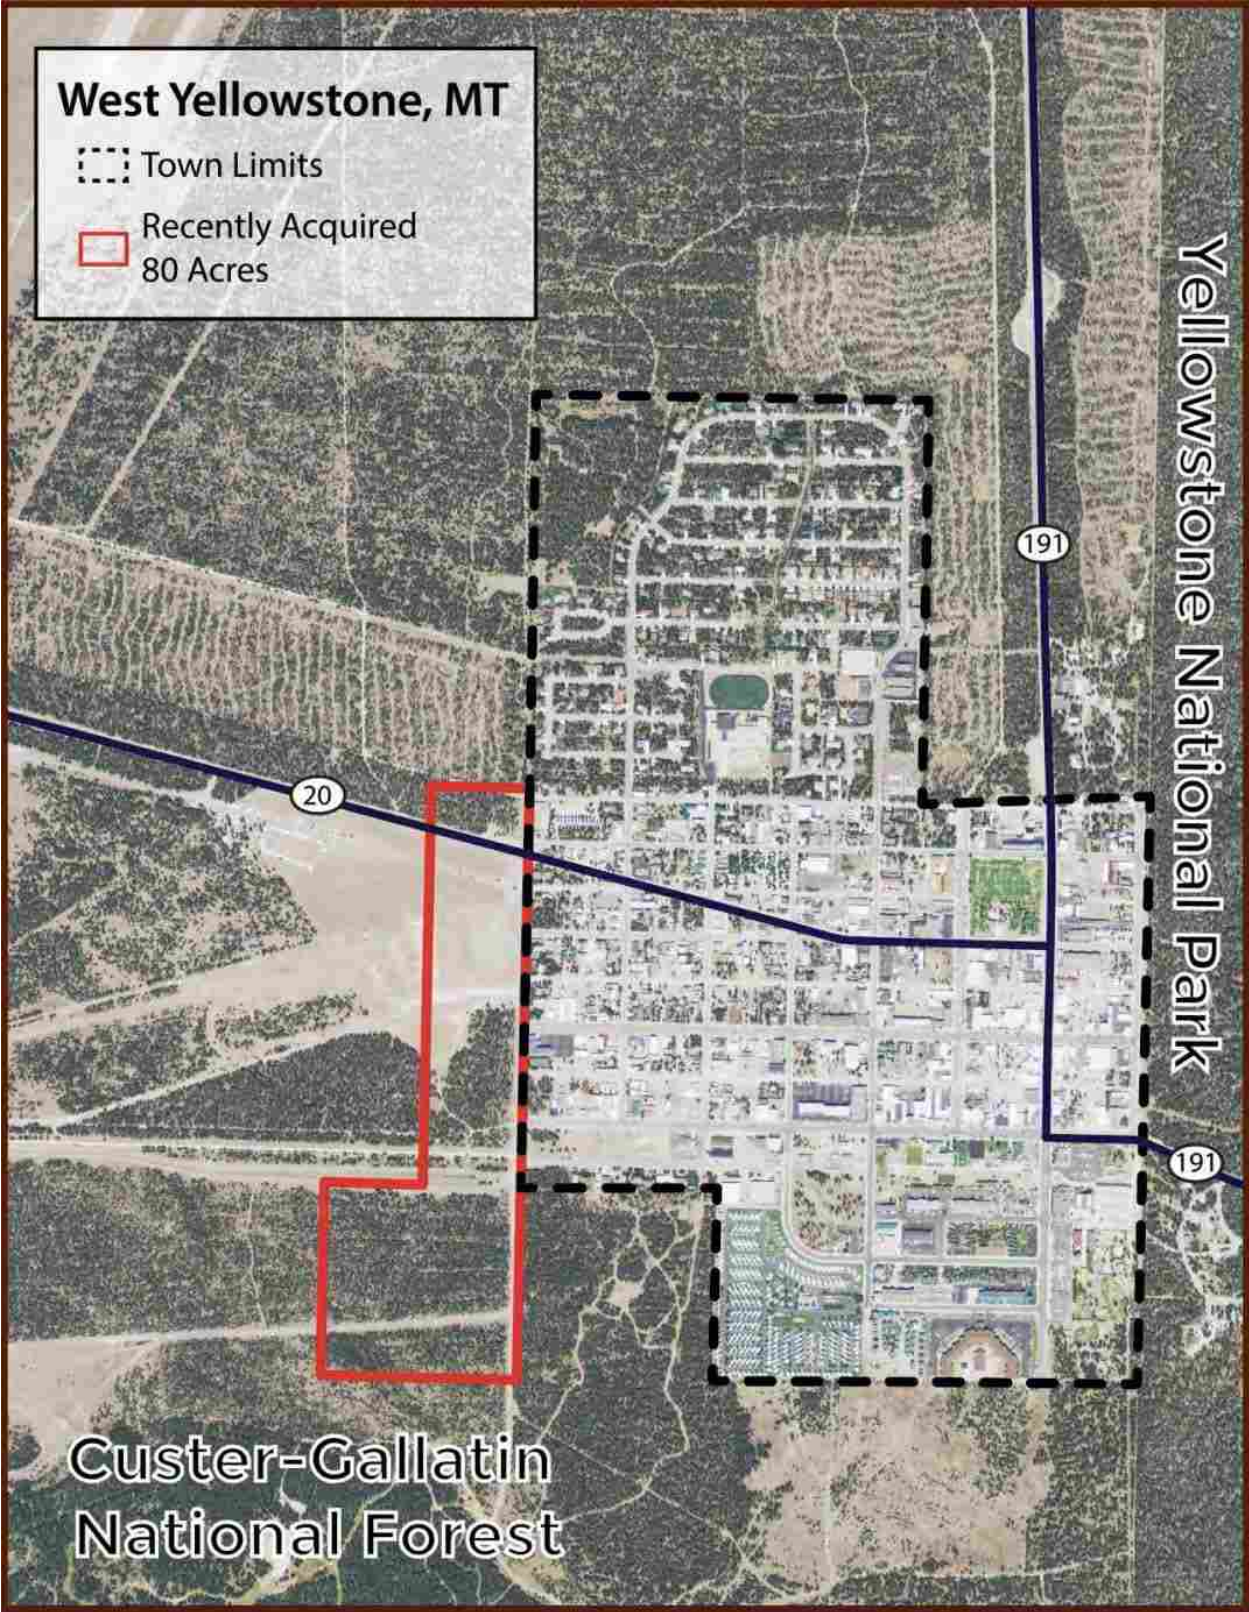 West Yellowstone, MT
Town Limits
Recently Acquired
80 Acres
Yellowstone National Park
191
20
191
Custer-Gallatin
National Forest